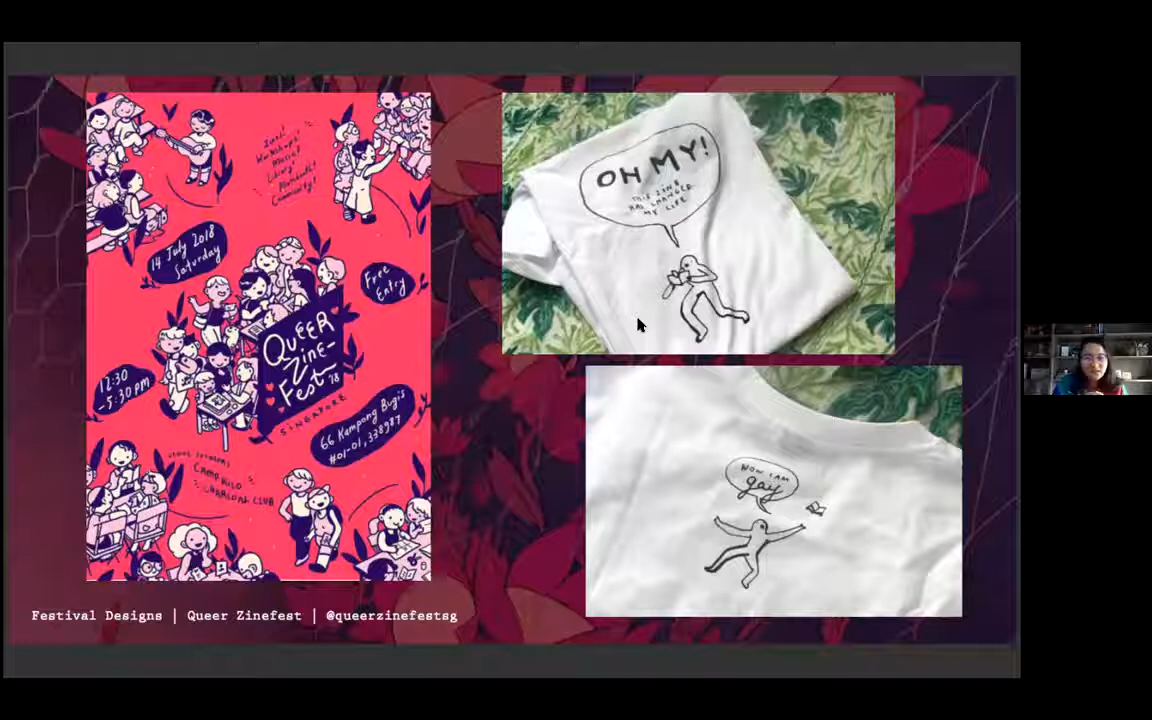 Zines!
Workshops!
Music!
Library!
Community!
14 July 2018
Saturday
Free
Entry
QUEER
ZINE-
FEST '18
SINGAPORE
12:30
-5:30 pm
66 Kampong Bugis
#01-01, 338987
CAMP KILO
CHARCOAL CLUB
OH MY!
THIS ZINE
HAS CHANGED
MY LIFE
NOW I AM
gay
Festival Designs | Queer Zinefest | @queerzinefestsg